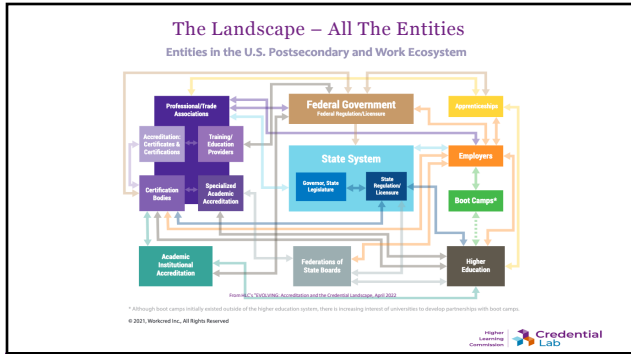 The Landscape – All The Entities
Entities in the U.S. Postsecondary and Work Ecosystem
Professional/Trade
Associations
Federal Government
Federal Regulation/Licensure
Apprenticeships
Accreditation:
Certificates &
Certifications
Training/
Education
Providers
State System
Employers
Governor, State
Legislature
State
Regulation/
Licensure
Certification
Bodies
Specialized
Academic
Accreditation
Boot Camps*
Academic
Institutional
Accreditation
Federations of
State Boards
Higher
Education
From HLC's "EVOLVING: Accreditation and the Credential Landscape, April 2022
* Although boot camps initially existed outside of the higher education system, there is increasing interest of universities to develop partnerships with boot camps.
© 2021, Workcred Inc., All Rights Reserved
Higher
Learning
Commission
Credential
Lab